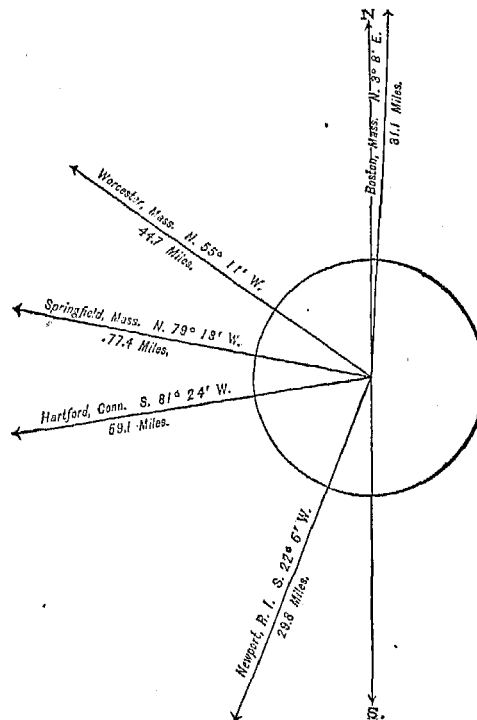 N
Boston, Mass. N. 3° 8' E.
31.1 Miles.
Worcester, Mass. N. 55° 11' W.
44.7 Miles.
Springfield, Mass. N. 79° 13' W.
77.4 Miles.
Hartford, Conn. S. 81° 24' W.
69.1 Miles.
Newport, R. I. S. 22° 6' W.
29.8 Miles.
S.